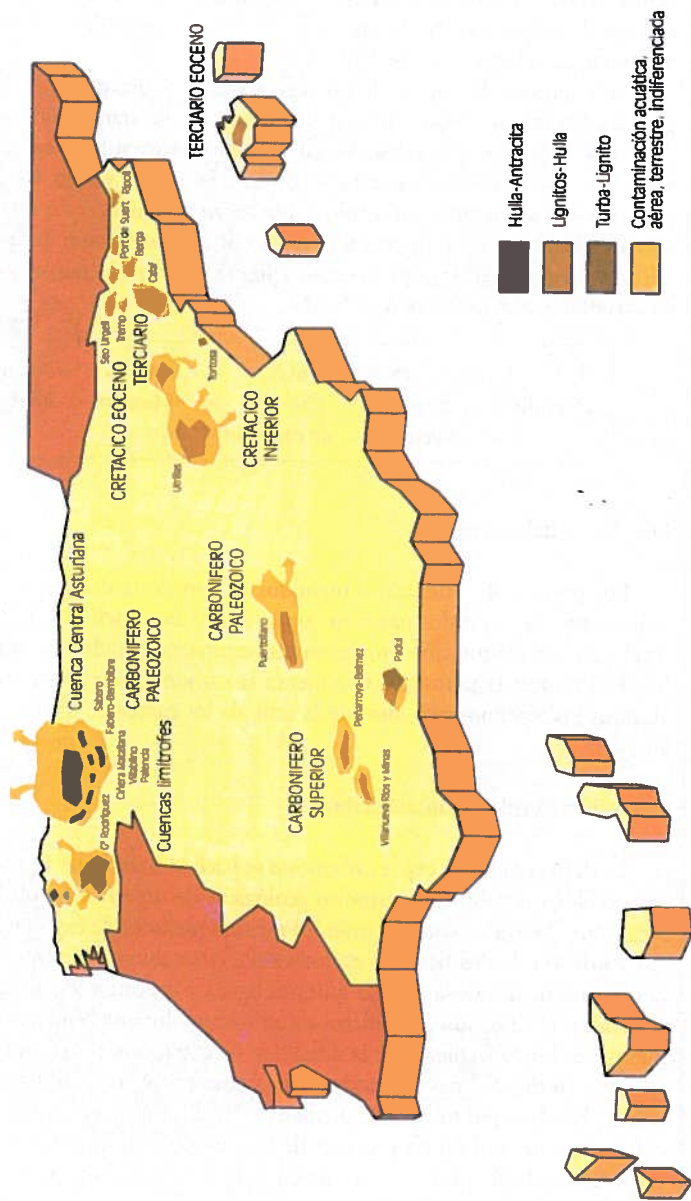 Cuenca Central Asturiana
Gª Rodríguez
Sabero
Fabero-Bembibre
Ciñera Matallana
Villablino
Palencia
CARBONIFERO
PALEOZOICO
Cuencas limítrofes
CRETACICO EOCENO
TERCIARIO
Seo Urgell
Tremp
Pont de Suert
Ripoll
Berga
Calaf
Utrillas
Tortosa
CRETACICO
INFERIOR
TERCIARIO EOCENO
CARBONIFERO
PALEOZOICO
Puertollano
CARBONIFERO
SUPERIOR
Peñarroya-Belmez
Villanueva Ríos y Minas
Padul
Hulla-Antracita
Lignitos-Hulla
Turba-Lignito
Contaminación acuática,
aérea, terrestre, indiferenciada